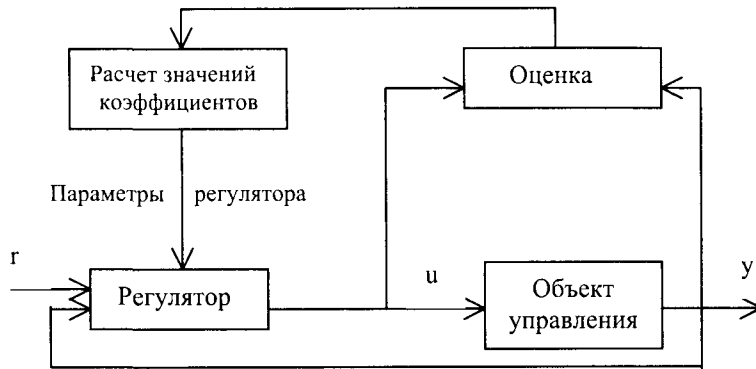 Расчет значений
коэффициентов
Оценка
Параметры регулятора
r
Регулятор
u
Объект
управления
y